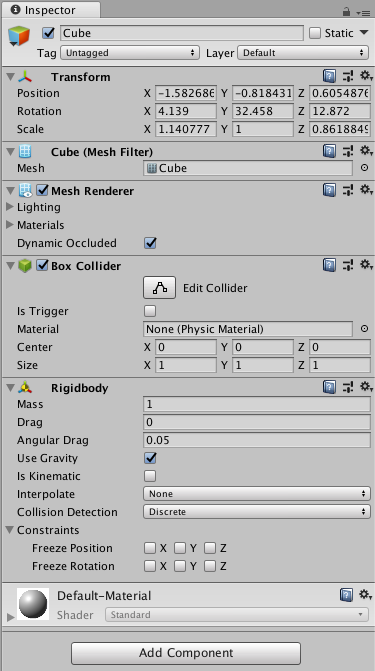 Inspector
Cube Static
Tag Untagged Layer Default
Transform
Position X -1.582686 Y -0.818431 Z 0.6054876
Rotation X 4.139 Y 32.458 Z 12.872
Scale X 1.140777 Y 1 Z 0.8618849
Cube (Mesh Filter)
Mesh Cube
Mesh Renderer
Lighting
Materials
Dynamic Occluded
Box Collider
Edit Collider
Is Trigger
Material None (Physic Material)
Center X 0 Y 0 Z 0
Size X 1 Y 1 Z 1
Rigidbody
Mass 1
Drag 0
Angular Drag 0.05
Use Gravity
Is Kinematic
Interpolate None
Collision Detection Discrete
Constraints
Freeze Position X Y Z
Freeze Rotation X Y Z
Default-Material
Shader Standard
Add Component